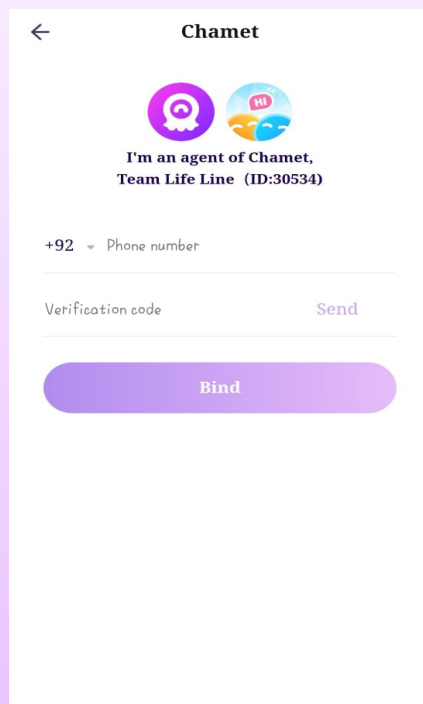 Chamet
HI
I'm an agent of Chamet,
Team Life Line (ID:30534)
+92 Phone number
Verification code Send
Bind